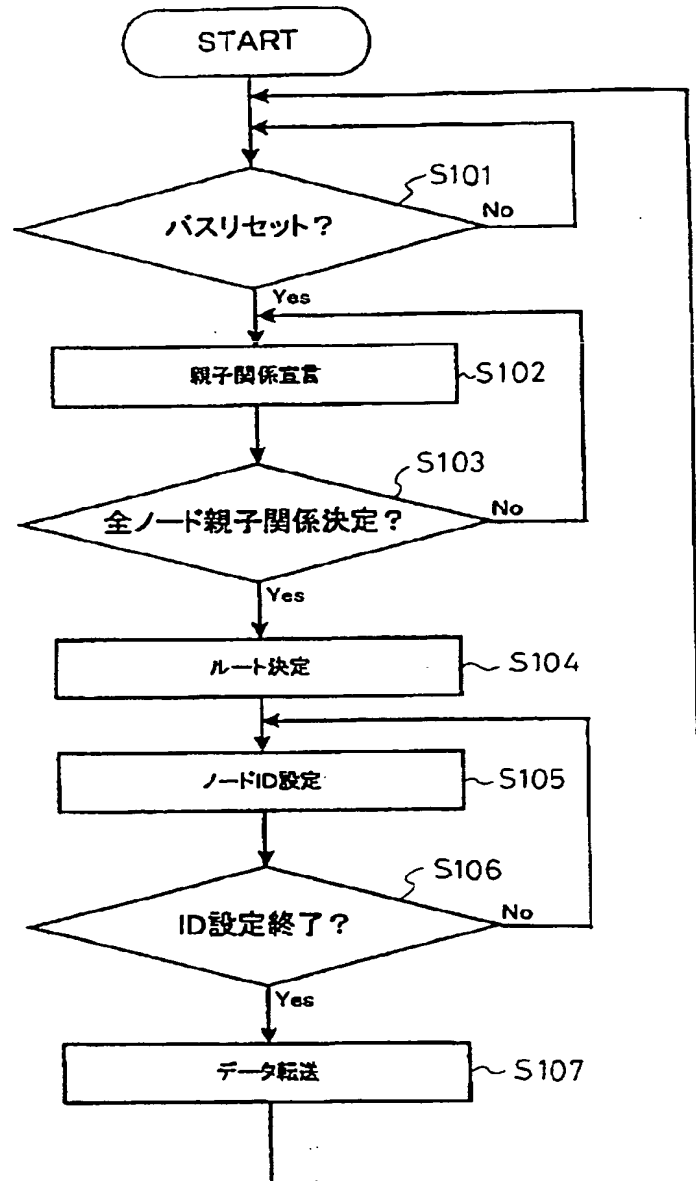 START
S101
バスリセット?
No
Yes
親子関係宣言
S102
S103
全ノード親子関係決定?
No
Yes
ルート決定
S104
ノードID設定
S105
S106
ID設定終了?
No
Yes
データ転送
S107